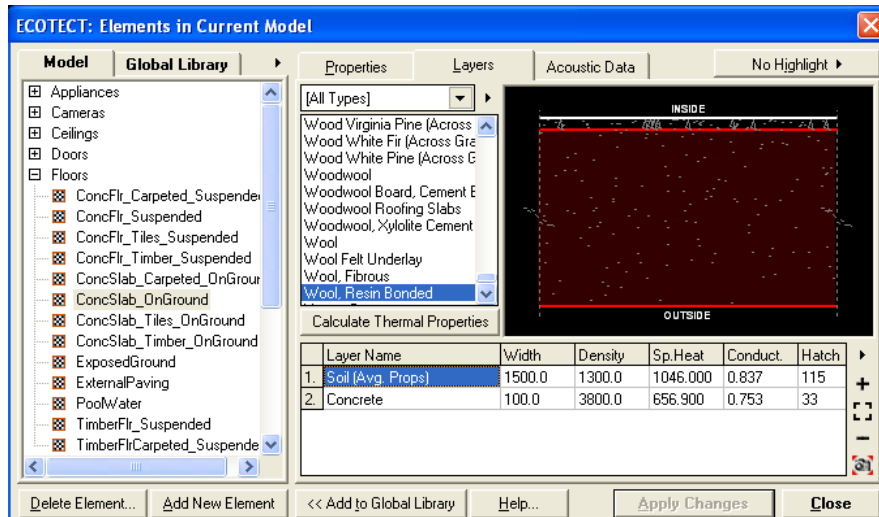 ECOTECT: Elements in Current Model
Model Global Library
Appliances
Cameras
Ceilings
Doors
Floors
ConcFlr_Carpeted_Suspended
ConcFlr_Suspended
ConcFlr_Tiles_Suspended
ConcFlr_Timber_Suspended
ConcSlab_Carpeted_OnGroun
ConcSlab_OnGround
ConcSlab_Tiles_OnGround
ConcSlab_Timber_OnGround
ExposedGround
ExternalPaving
PoolWater
TimberFlr_Suspended
TimberFlrCarpeted_Suspende
Delete Element... Add New Element
Properties Layers Acoustic Data No Highlight
[All Types]
Wood Virginia Pine (Across
Wood White Fir (Across Gra
Wood White Pine (Across G
Woodwool
Woodwool Board, Cement B
Woodwool Roofing Slabs
Woodwool, Xylolite Cement
Wool
Wool Felt Underlay
Wool, Fibrous
Wool, Resin Bonded
Calculate Thermal Properties
INSIDE
OUTSIDE
Layer Name Width Density Sp.Heat Conduct. Hatch
1. Soil (Avg. Props) 1500.0 1300.0 1046.000 0.837 115
2. Concrete 100.0 3800.0 656.900 0.753 33
<< Add to Global Library Help... Apply Changes Close